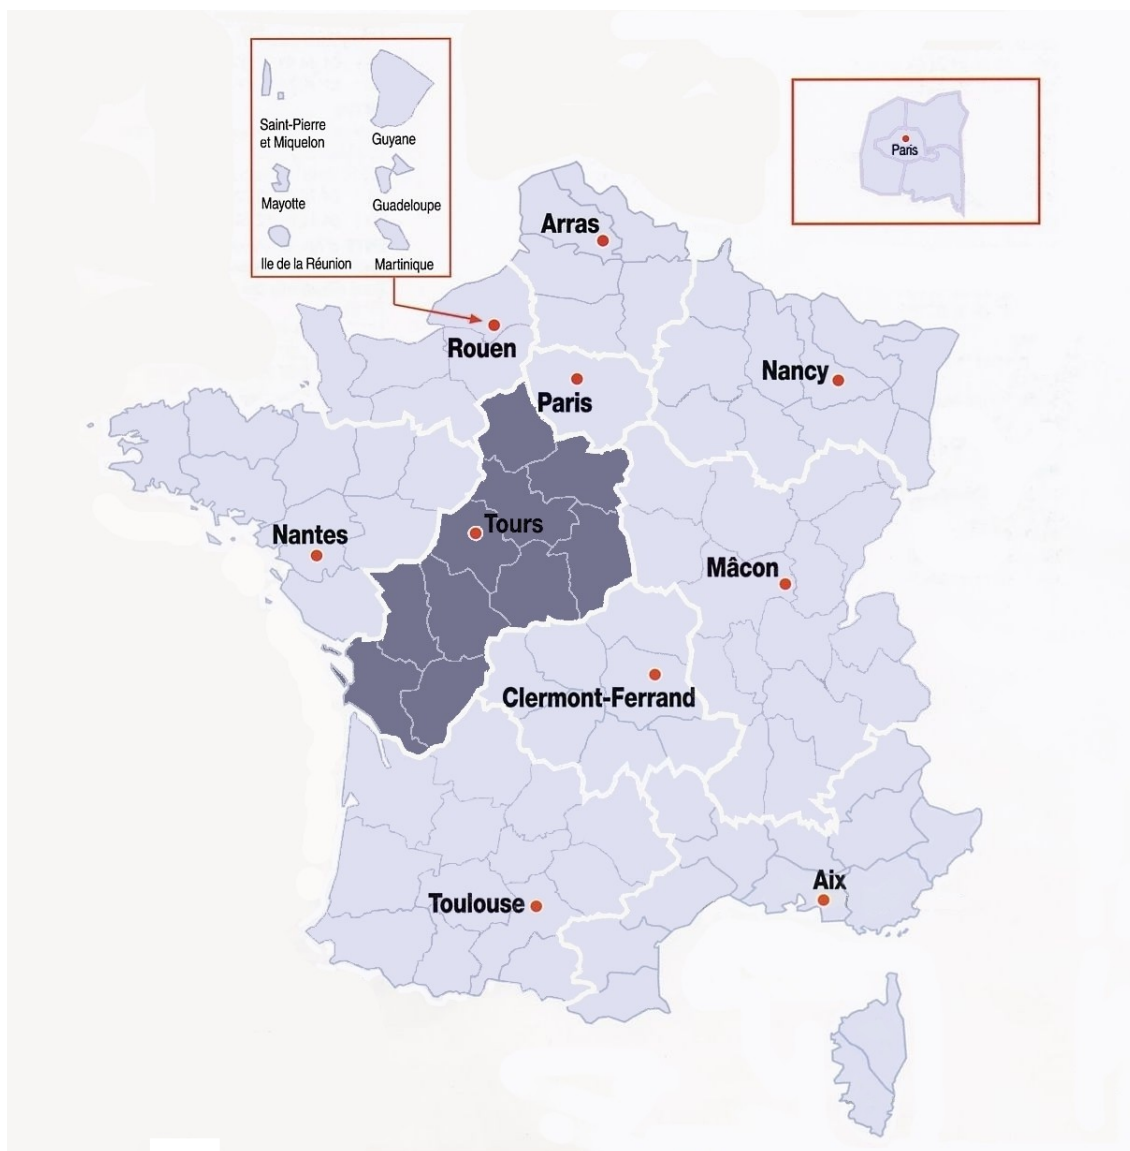 Saint-Pierre
et Miquelon
Guyane
Mayotte
Guadeloupe
Ile de la Réunion
Martinique
Paris
Arras
Rouen
Nancy
Paris
Tours
Nantes
Mâcon
Clermont-Ferrand
Aix
Toulouse